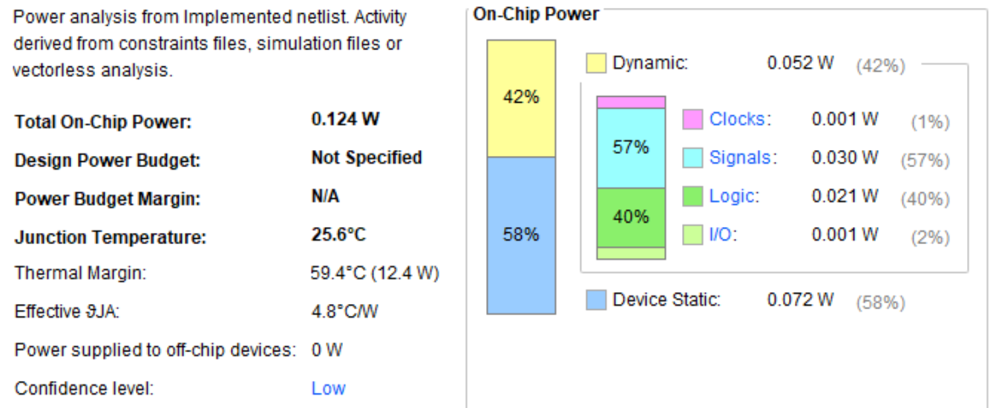 Power analysis from Implemented netlist. Activity
derived from constraints files, simulation files or
vectorless analysis.
Total On-Chip Power: 0.124 W
Design Power Budget: Not Specified
Power Budget Margin: N/A
Junction Temperature: 25.6°C
Thermal Margin: 59.4°C (12.4 W)
Effective ϑJA: 4.8°C/W
Power supplied to off-chip devices: 0 W
Confidence level: Low
On-Chip Power
42%
58%
Dynamic: 0.052 W (42%)
57%
40%
Clocks: 0.001 W (1%)
Signals: 0.030 W (57%)
Logic: 0.021 W (40%)
I/O: 0.001 W (2%)
Device Static: 0.072 W (58%)